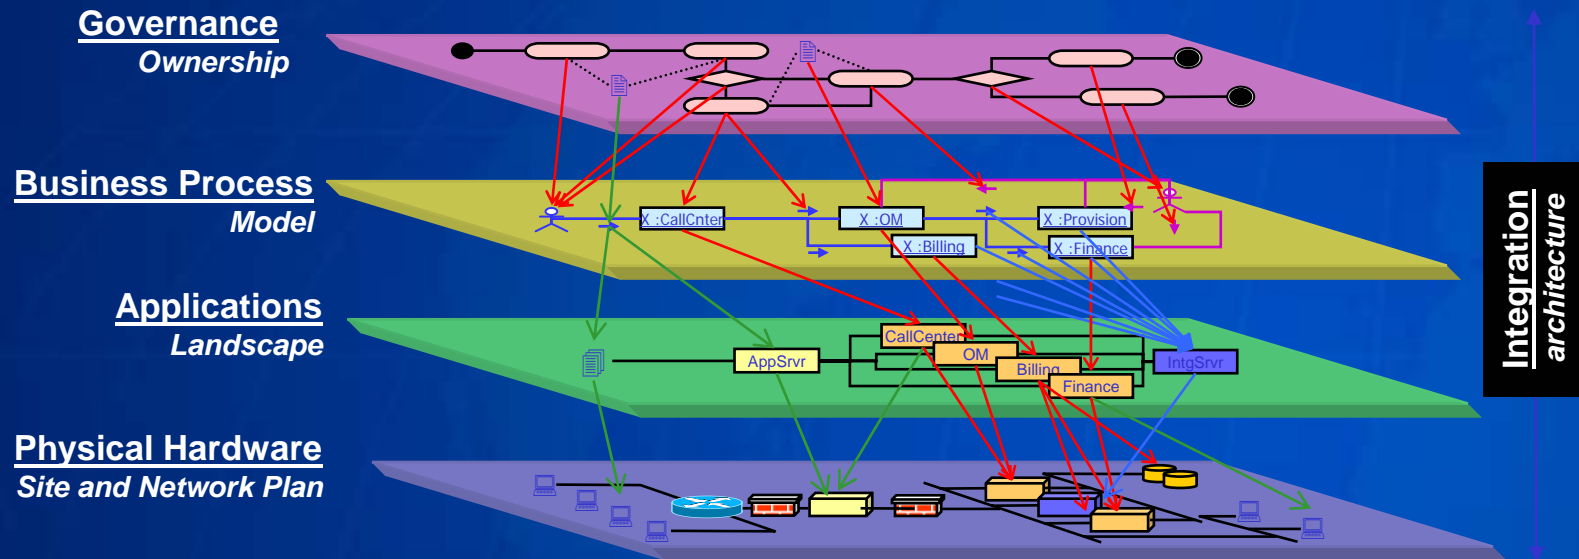 Governance
Ownership
Business Process
Model
X :CallCnter
X :OM
X :Provision
X :Billing
X :Finance
Applications
Landscape
CallCenter
OM
AppSrvr
Billing
IntgSrvr
Finance
Physical Hardware
Site and Network Plan
Integration
architecture